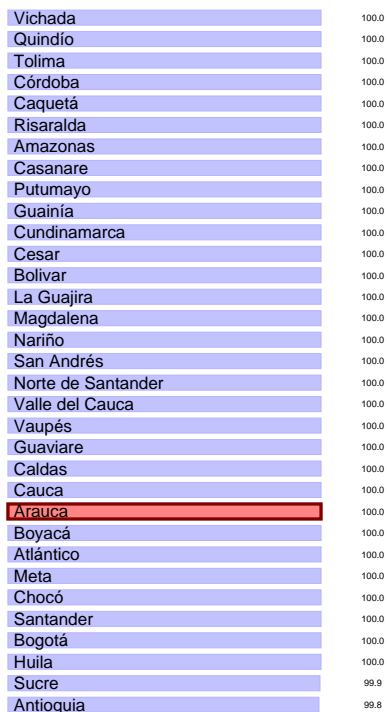 Vichada 100.0
Quindío 100.0
Tolima 100.0
Córdoba 100.0
Caquetá 100.0
Risaralda 100.0
Amazonas 100.0
Casanare 100.0
Putumayo 100.0
Guainía 100.0
Cundinamarca 100.0
Cesar 100.0
Bolivar 100.0
La Guajira 100.0
Magdalena 100.0
Nariño 100.0
San Andrés 100.0
Norte de Santander 100.0
Valle del Cauca 100.0
Vaupés 100.0
Guaviare 100.0
Caldas 100.0
Cauca 100.0
Arauca 100.0
Boyacá 100.0
Atlántico 100.0
Meta 100.0
Chocó 100.0
Santander 100.0
Bogotá 100.0
Huila 100.0
Sucre 99.9
Antioquia 99.8